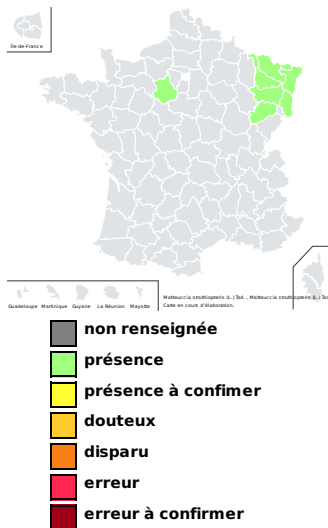 Île-de-France
Guadeloupe Martinique Guyane La Réunion Mayotte
Matteuccia struthiopteris (L.) Tod. , Matteuccia struthiopteris (L.) Tod
Carte en cours d'élaboration.
non renseignée
présence
présence à confimer
douteux
disparu
erreur
erreur à confirmer